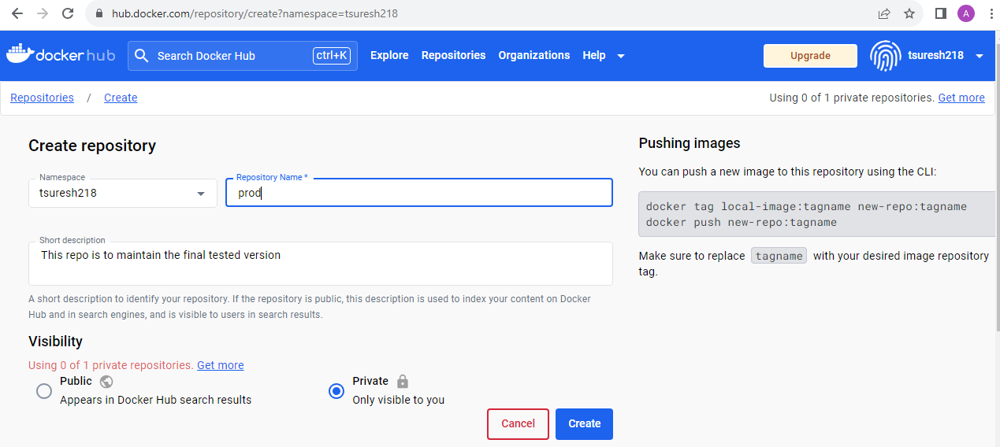 hub.docker.com/repository/create?namespace=tsuresh218
A
dockerhub
Search Docker Hub
ctrl+K
Explore
Repositories
Organizations
Help
Upgrade
tsuresh218
Repositories / Create
Using 0 of 1 private repositories. Get more
Create repository
Namespace
tsuresh218
Repository Name *
prod
Short description
This repo is to maintain the final tested version
A short description to identify your repository. If the repository is public, this description is used to index your content on Docker
Hub and in search engines, and is visible to users in search results.
Visibility
Using 0 of 1 private repositories. Get more
Public
Appears in Docker Hub search results
Private
Only visible to you
Cancel
Create
Pushing images
You can push a new image to this repository using the CLI:
docker tag local-image:tagname new-repo:tagname
docker push new-repo:tagname
Make sure to replace tagname with your desired image repository
tag.